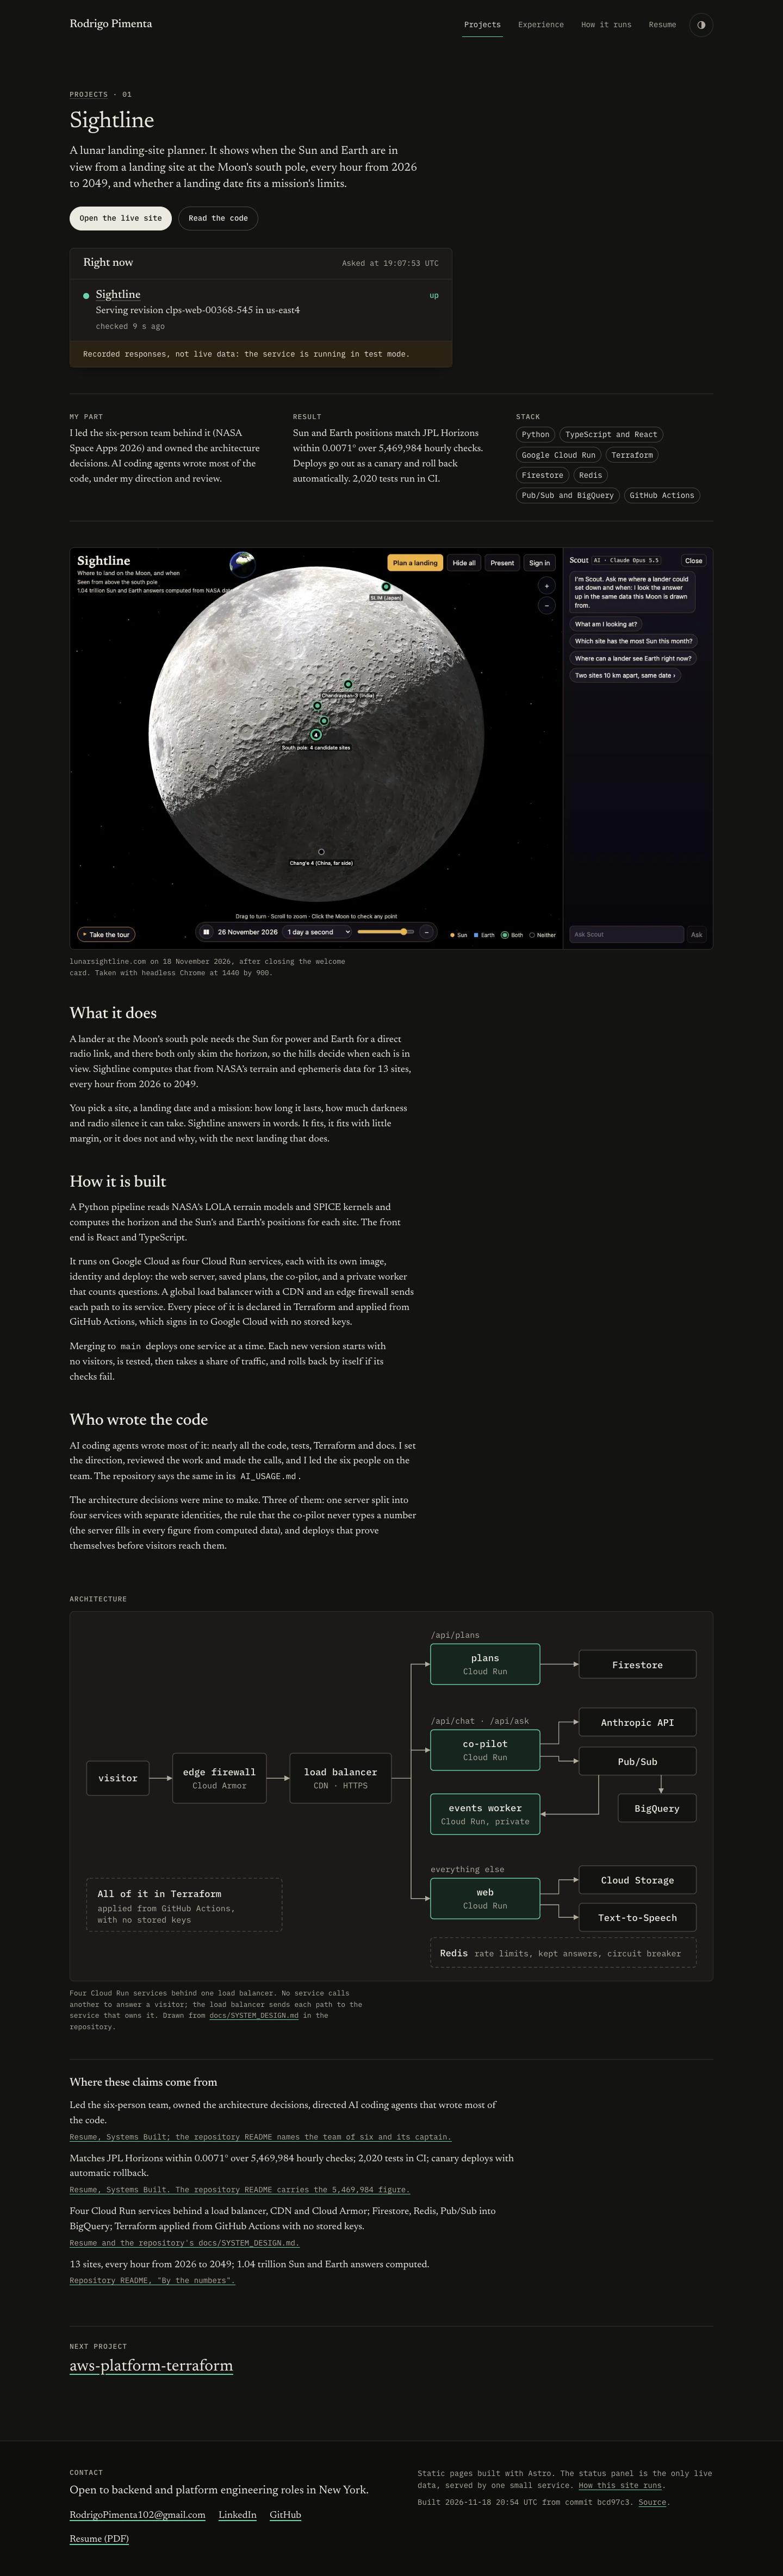 Rodrigo Pimenta
Projects
Experience
How it runs
Resume
PROJECTS · 01
Sightline
A lunar landing-site planner. It shows when the Sun and Earth are in
view from a landing site at the Moon's south pole, every hour from 2026
to 2049, and whether a landing date fits a mission's limits.
Open the live site
Read the code
Right now
Asked at 19:07:53 UTC
Sightline
up
Serving revision clps-web-00368-545 in us-east4
checked 9 s ago
Recorded responses, not live data: the service is running in test mode.
MY PART
I led the six-person team behind it (NASA
Space Apps 2026) and owned the architecture
decisions. AI coding agents wrote most of the
code, under my direction and review.
RESULT
Sun and Earth positions match JPL Horizons
within 0.0071° over 5,469,984 hourly checks.
Deploys go out as a canary and roll back
automatically. 2,020 tests run in CI.
STACK
Python
TypeScript and React
Google Cloud Run
Terraform
Firestore
Redis
Pub/Sub and BigQuery
GitHub Actions
Sightline
Where to land on the Moon, and when
Seen from above the south pole
1.04 trillion Sun and Earth answers computed from NASA dat
Plan a landing
Hide all
Present
Sign in
+
−
SLIM (Japan)
Chandrayaan-3 (India)
4
South pole: 4 candidate sites
Chang'e 4 (China, far side)
Drag to turn · Scroll to zoom · Click the Moon to check any point
Take the tour
26 November 2026
1 day a second
Sun
Earth
Both
Neither
Scout
AI · Claude Opus 5.5
Close
I'm Scout. Ask me where a lander could
set down and when: I look the answer
up in the same data this Moon is drawn
from.
What am I looking at?
Which site has the most Sun this month?
Where can a lander see Earth right now?
Two sites 10 km apart, same date ›
Ask Scout
Ask
lunarsightline.com on 18 November 2026, after closing the welcome
card. Taken with headless Chrome at 1440 by 900.
What it does
A lander at the Moon's south pole needs the Sun for power and Earth for a direct
radio link, and there both only skim the horizon, so the hills decide when each is in
view. Sightline computes that from NASA's terrain and ephemeris data for 13 sites,
every hour from 2026 to 2049.
You pick a site, a landing date and a mission: how long it lasts, how much darkness
and radio silence it can take. Sightline answers in words. It fits, it fits with little
margin, or it does not and why, with the next landing that does.
How it is built
A Python pipeline reads NASA's LOLA terrain models and SPICE kernels and
computes the horizon and the Sun's and Earth's positions for each site. The front
end is React and TypeScript.
It runs on Google Cloud as four Cloud Run services, each with its own image,
identity and deploy: the web server, saved plans, the co-pilot, and a private worker
that counts questions. A global load balancer with a CDN and an edge firewall sends
each path to its service. Every piece of it is declared in Terraform and applied from
GitHub Actions, which signs in to Google Cloud with no stored keys.
Merging to main deploys one service at a time. Each new version starts with
no visitors, is tested, then takes a share of traffic, and rolls back by itself if its
checks fail.
Who wrote the code
AI coding agents wrote most of it: nearly all the code, tests, Terraform and docs. I set
the direction, reviewed the work and made the calls, and I led the six people on the
team. The repository says the same in its AI_USAGE.md.
The architecture decisions were mine to make. Three of them: one server split into
four services with separate identities, the rule that the co-pilot never types a number
(the server fills in every figure from computed data), and deploys that prove
themselves before visitors reach them.
ARCHITECTURE
/api/plans
plans
Cloud Run
Firestore
/api/chat · /api/ask
co-pilot
Cloud Run
Anthropic API
Pub/Sub
visitor
edge firewall
Cloud Armor
load balancer
CDN · HTTPS
events worker
Cloud Run, private
BigQuery
everything else
web
Cloud Run
Cloud Storage
Text-to-Speech
All of it in Terraform
applied from GitHub Actions,
with no stored keys
Redis rate limits, kept answers, circuit breaker
Four Cloud Run services behind one load balancer. No service calls
another to answer a visitor; the load balancer sends each path to the
service that owns it. Drawn from docs/SYSTEM_DESIGN.md in the
repository.
Where these claims come from
Led the six-person team, owned the architecture decisions, directed AI coding agents that wrote most of
the code.
Resume, Systems Built; the repository README names the team of six and its captain.
Matches JPL Horizons within 0.0071° over 5,469,984 hourly checks; 2,020 tests in CI; canary deploys with
automatic rollback.
Resume, Systems Built. The repository README carries the 5,469,984 figure.
Four Cloud Run services behind a load balancer, CDN and Cloud Armor; Firestore, Redis, Pub/Sub into
BigQuery; Terraform applied from GitHub Actions with no stored keys.
Resume and the repository's docs/SYSTEM_DESIGN.md.
13 sites, every hour from 2026 to 2049; 1.04 trillion Sun and Earth answers computed.
Repository README, "By the numbers".
NEXT PROJECT
aws-platform-terraform
CONTACT
Open to backend and platform engineering roles in New York.
RodrigoPimenta102@gmail.com
LinkedIn
GitHub
Resume (PDF)
Static pages built with Astro. The status panel is the only live
data, served by one small service. How this site runs.
Built 2026-11-18 20:54 UTC from commit bcd97c3. Source.